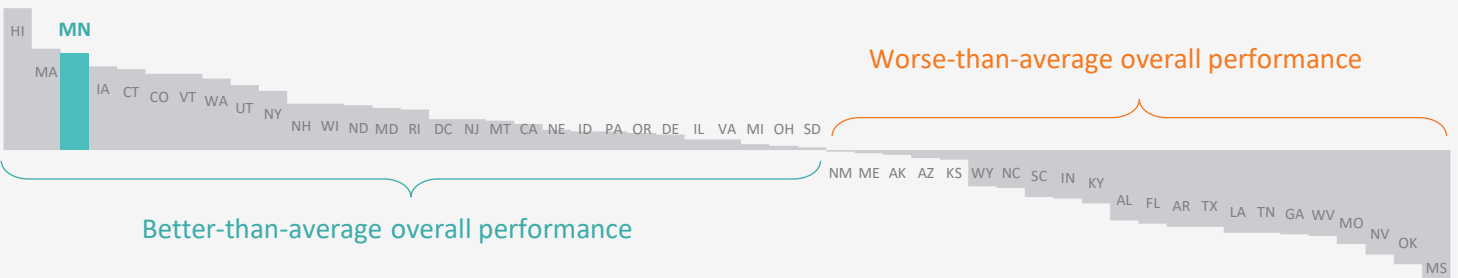 HI
MA
MN
IA
CT
CO
VT
WA
UT
NY
NH
WI
ND
MD
RI
DC
NJ
MT
CA
NE
ID
PA
OR
DE
IL
VA
MI
OH
SD
Worse-than-average overall performance
NM
ME
AK
AZ
KS
WY
NC
SC
IN
KY
AL
FL
AR
TX
LA
TN
GA
WV
MO
NV
OK
MS
Better-than-average overall performance